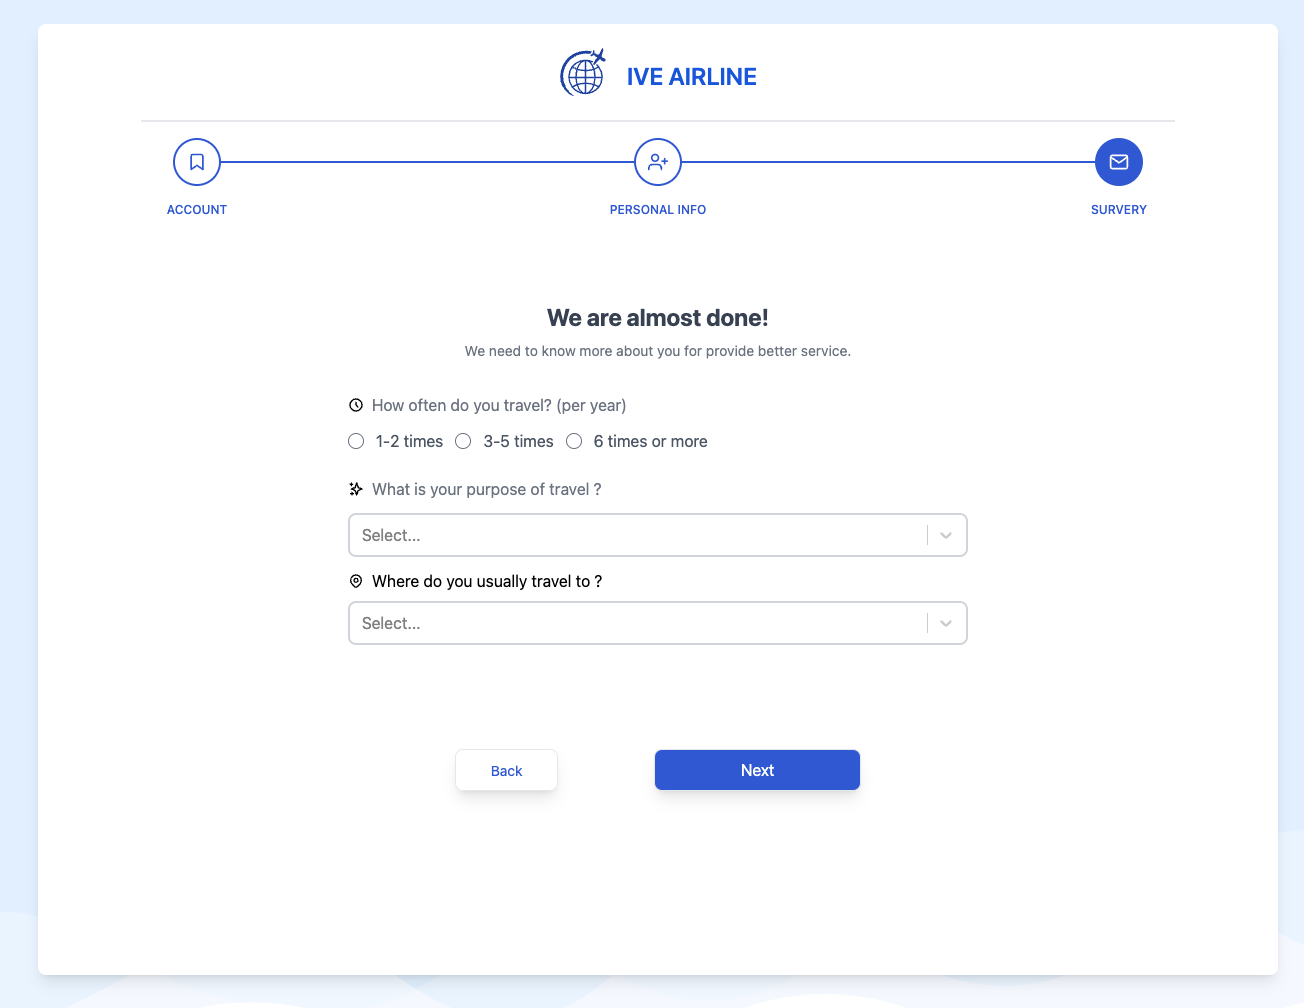 IVE AIRLINE
ACCOUNT
PERSONAL INFO
SURVERY
We are almost done!
We need to know more about you for provide better service.
How often do you travel? (per year)
1-2 times 3-5 times 6 times or more
What is your purpose of travel ?
Select...
Where do you usually travel to ?
Select...
Back
Next